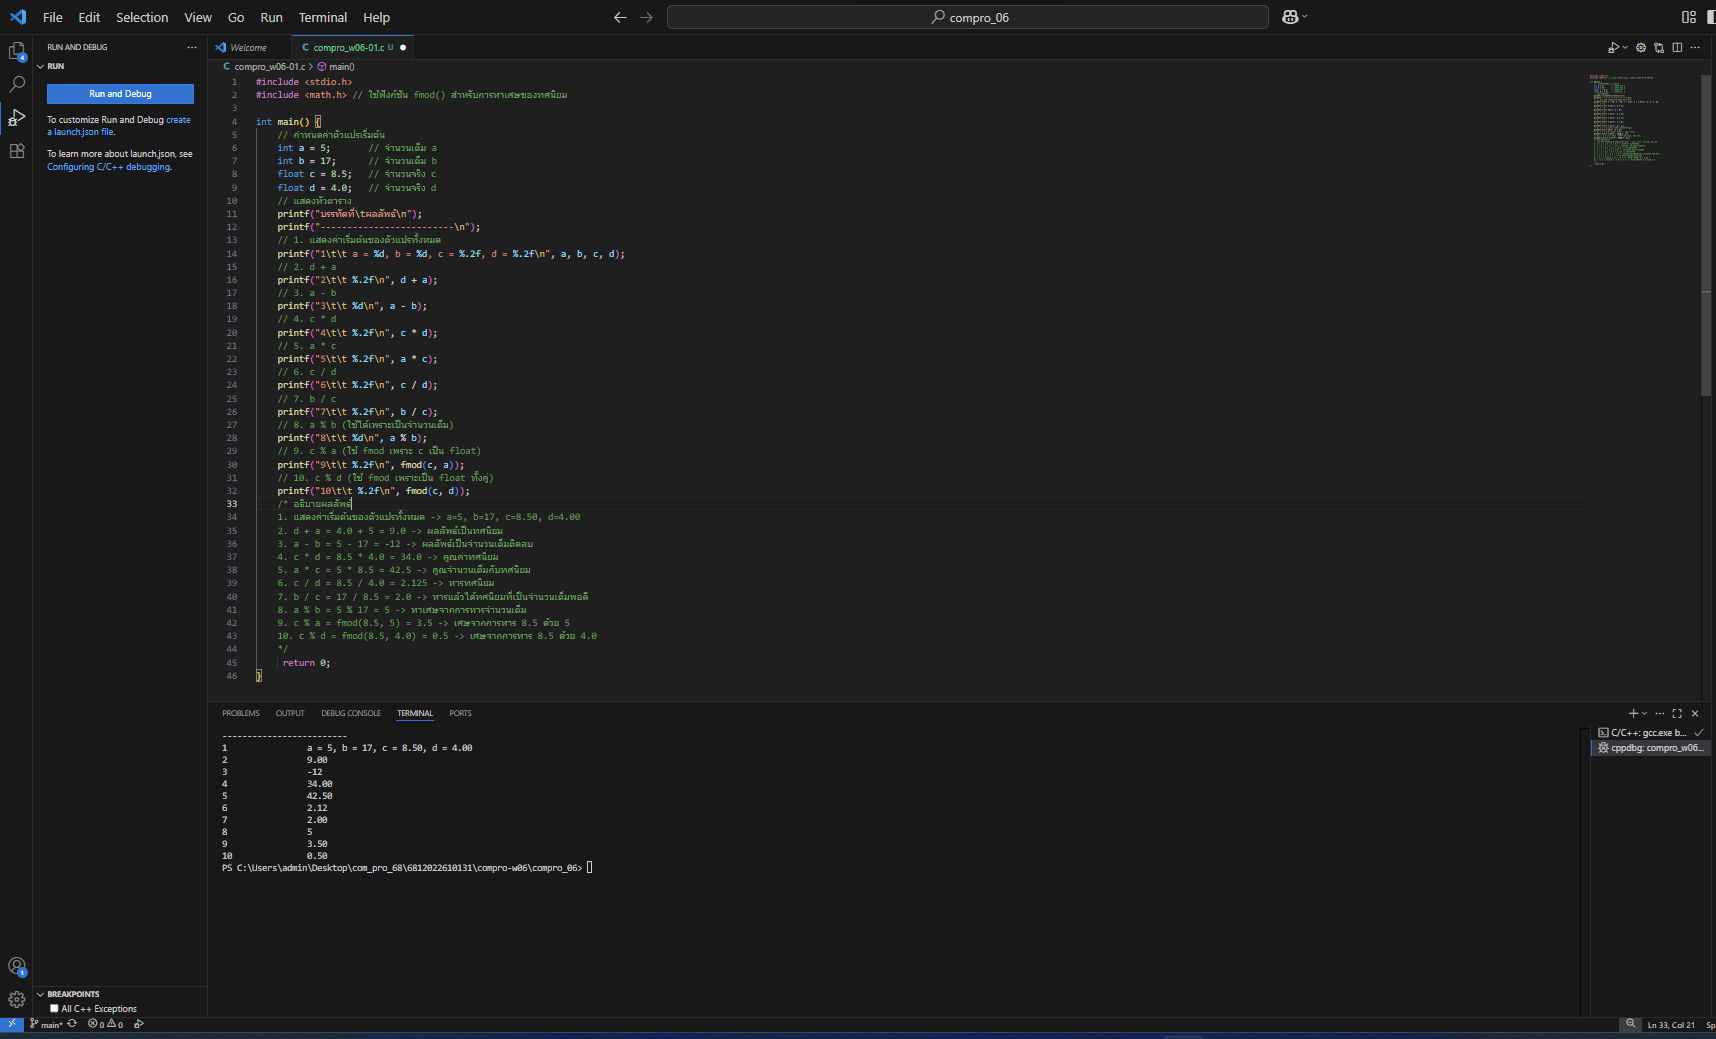 File Edit Selection View Go Run Terminal Help
compro_06
RUN AND DEBUG
RUN
Run and Debug
To customize Run and Debug create
a launch.json file.
To learn more about launch.json, see
Configuring C/C++ debugging.
Welcome
C compro_w06-01.c U
C compro_w06-01.c > main()
1 #include <stdio.h>
2 #include <math.h> // ใช้ฟังก์ชัน fmod() สำหรับการหาเศษของทศนิยม
3
4 int main() {
5 // กำหนดค่าตัวแปรเริ่มต้น
6 int a = 5; // จำนวนเต็ม a
7 int b = 17; // จำนวนเต็ม b
8 float c = 8.5; // จำนวนจริง c
9 float d = 4.0; // จำนวนจริง d
10 // แสดงหัวตาราง
11 printf("บรรทัดที่\tผลลัพธ์\n");
12 printf("-------------------------\n");
13 // 1. แสดงค่าเริ่มต้นของตัวแปรทั้งหมด
14 printf("1\t\t a = %d, b = %d, c = %.2f, d = %.2f\n", a, b, c, d);
15 // 2. d + a
16 printf("2\t\t %.2f\n", d + a);
17 // 3. a - b
18 printf("3\t\t %d\n", a - b);
19 // 4. c * d
20 printf("4\t\t %.2f\n", c * d);
21 // 5. a * c
22 printf("5\t\t %.2f\n", a * c);
23 // 6. c / d
24 printf("6\t\t %.2f\n", c / d);
25 // 7. b / c
26 printf("7\t\t %.2f\n", b / c);
27 // 8. a % b (ใช้ได้เพราะเป็นจำนวนเต็ม)
28 printf("8\t\t %d\n", a % b);
29 // 9. c % a (ใช้ fmod เพราะ c เป็น float)
30 printf("9\t\t %.2f\n", fmod(c, a));
31 // 10. c % d (ใช้ fmod เพราะเป็น float ทั้งคู่)
32 printf("10\t\t %.2f\n", fmod(c, d));
33 /* อธิบายผลลัพธ์
34 1. แสดงค่าเริ่มต้นของตัวแปรทั้งหมด -> a=5, b=17, c=8.50, d=4.00
35 2. d + a = 4.0 + 5 = 9.0 -> ผลลัพธ์เป็นทศนิยม
36 3. a - b = 5 - 17 = -12 -> ผลลัพธ์เป็นจำนวนเต็มติดลบ
37 4. c * d = 8.5 * 4.0 = 34.0 -> คูณค่าทศนิยม
38 5. a * c = 5 * 8.5 = 42.5 -> คูณจำนวนเต็มกับทศนิยม
39 6. c / d = 8.5 / 4.0 = 2.125 -> หารทศนิยม
40 7. b / c = 17 / 8.5 = 2.0 -> หารแล้วได้ทศนิยมที่เป็นจำนวนเต็มพอดี
41 8. a % b = 5 % 17 = 5 -> หาเศษจากการหารจำนวนเต็ม
42 9. c % a = fmod(8.5, 5) = 3.5 -> เศษจากการหาร 8.5 ด้วย 5
43 10. c % d = fmod(8.5, 4.0) = 0.5 -> เศษจากการหาร 8.5 ด้วย 4.0
44 */
45 return 0;
46 }
PROBLEMS OUTPUT DEBUG CONSOLE TERMINAL PORTS
-------------------------
1 a = 5, b = 17, c = 8.50, d = 4.00
2 9.00
3 -12
4 34.00
5 42.50
6 2.12
7 2.00
8 5
9 3.50
10 0.50
PS C:\Users\admin\Desktop\com_pro_68\6812022610131\compro-w06\compro_06>
C/C++: gcc.exe b...
cppdbg: compro_w06...
BREAKPOINTS
All C++ Exceptions
main* 0 0
Ln 33, Col 21 Sp